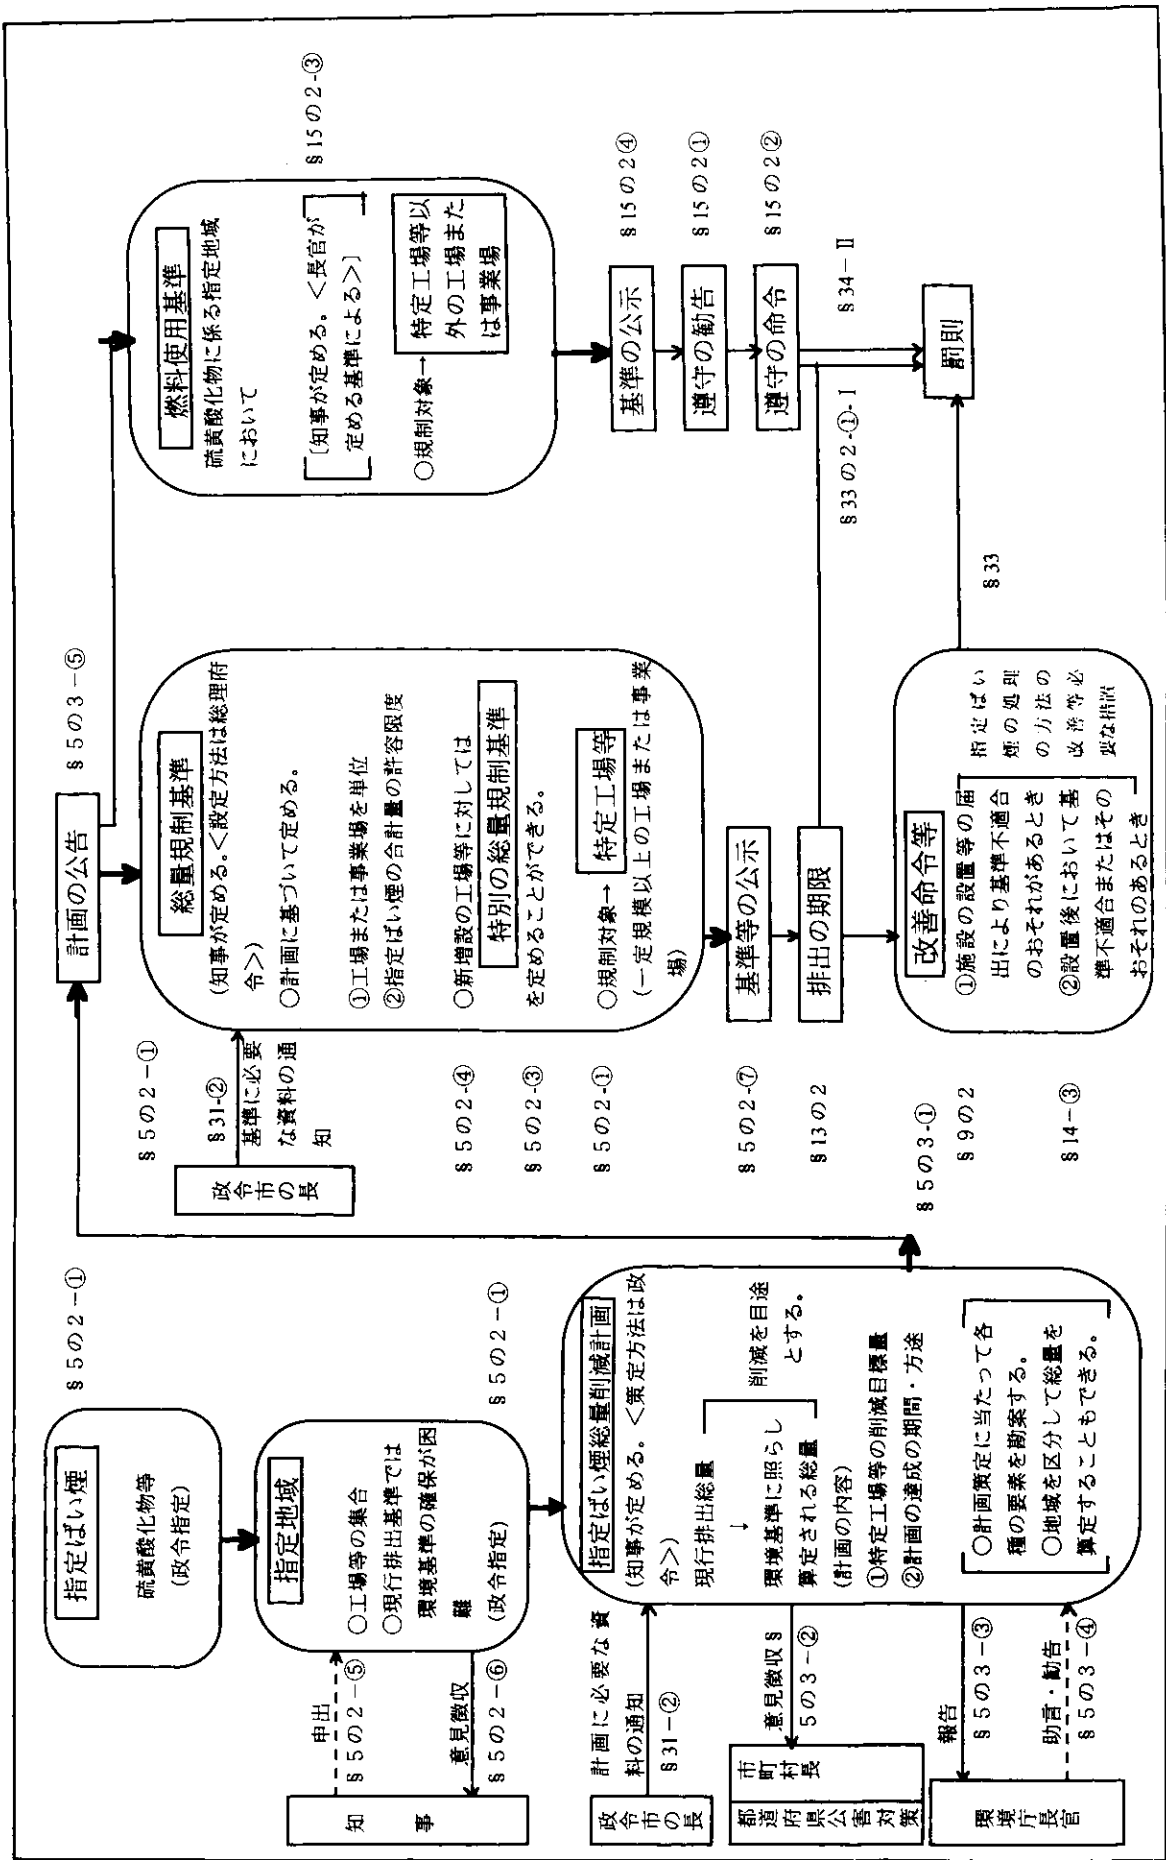 指定ばい煙
硫黄酸化物等
(政令指定)
§5の2-①
指定地域
○工場等の集合
○現行排出基準では
環境基準の確保が困
難
(政令指定)
§5の2-①
知事
申出
§5の2-⑤
意見徴収
§5の2-⑥
指定ばい煙総量削減計画
(知事が定める。<策定方法は政
令>)
現行排出総量
↓
環境基準に照らし
算定される総量
削減を目途
とする。
(計画の内容)
①特定工場等の削減目標量
②計画の達成の期間・方途
○計画策定に当たって各
種の要素を勘案する。
○地域を区分して総量を
算定することもできる。
§5の3-①
計画に必要な資
料の通知
§31-②
政令市の長
意見徴収§
5の3-②
市町村長
都道府県公害対策
報告
§5の3-③
助言・勧告
§5の3-④
環境庁長官
計画の公告
§5の3-⑤
総量規制基準
(知事が定める。<設定方法は総理府
令>)
○計画に基づいて定める。
①工場または事業場を単位
②指定ばい煙の合計量の許容限度
○新増設の工場等に対しては
特別の総量規制基準
を定めることができる。
○規制対象→特定工場等
(一定規模以上の工場または事業
場)
§5の2-①
§31-②
基準に必要
な資料の通
知
政令市の長
§5の2-④
§5の2-③
§5の2-①
基準等の公示
§5の2-⑦
排出の期限
§13の2
改善命令等
①施設の設置等の届
出により基準不適合
のおそれがあるとき
②設置後において基
準不適合またはその
おそれのあるとき
指定ばい
煙の処理
の方法の
改善等必
要な措置
§9の2
§14-③
§33
燃料使用基準
硫黄酸化物に係る指定地域
において
[知事が定める。<長官が
定める基準による>]
○規制対象→
特定工場等以
外の工場また
は事業場
§15の2-③
基準の公示
§15の2④
遵守の勧告
§15の2①
遵守の命令
§15の2②
§34-Ⅱ
§33の2-①-Ⅰ
罰則